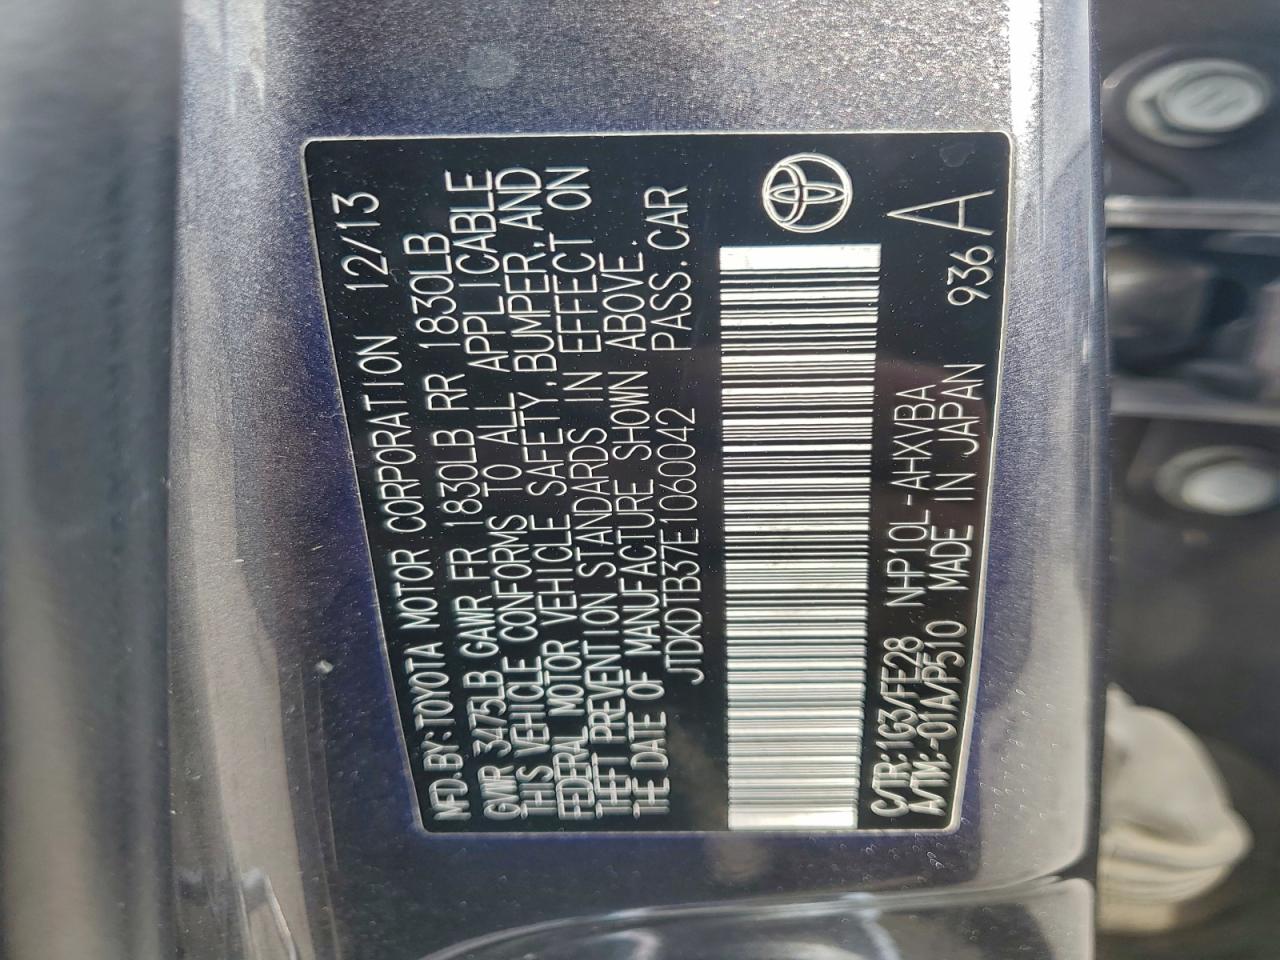 MFD.BY:TOYOTA MOTOR CORPORATION 12/13
GVWR 3475LB GAWR FR 1830LB RR 1830LB
THIS VEHICLE CONFORMS TO ALL APPLICABLE
FEDERAL MOTOR VEHICLE SAFETY,BUMPER,AND
THEFT PREVENTION STANDARDS IN EFFECT ON
THE DATE OF MANUFACTURE SHOWN ABOVE.
JTDKDTB37E1060042 PASS.CAR
C/TR:1G3/FE28 NHP10L-AHXVBA
A/TM:-01A/P510 MADE IN JAPAN 936 A